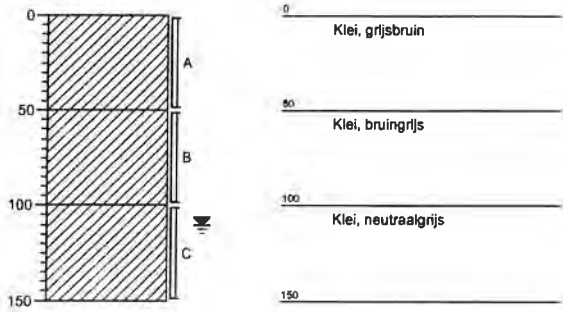 0
A
50
B
100
C
150
0
Klei, grijsbruin
50
Klei, bruingrijs
100
Klei, neutraalgrijs
150